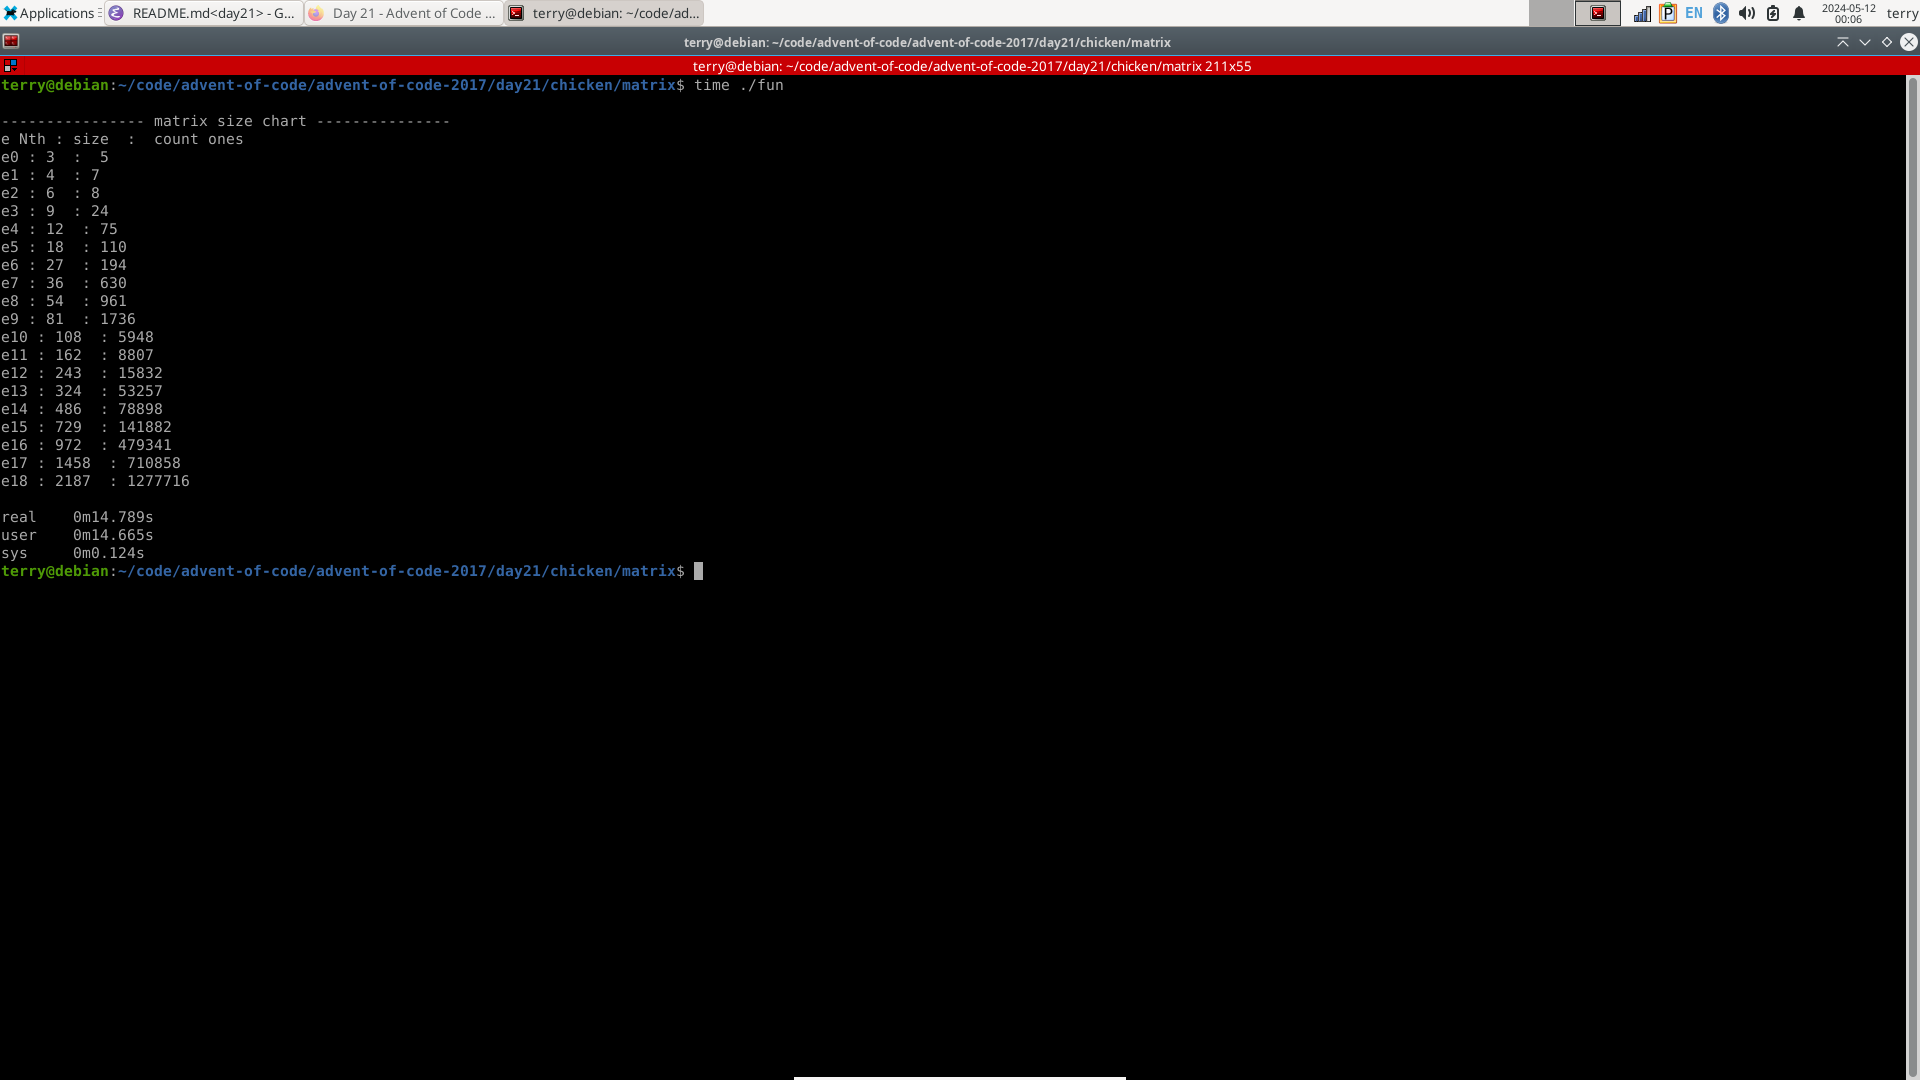 Applications README.md<day21> - G... Day 21 - Advent of Code ... terry@debian: ~/code/ad... P EN 2024-05-12 00:06 terry
terry@debian: ~/code/advent-of-code/advent-of-code-2017/day21/chicken/matrix
terry@debian: ~/code/advent-of-code/advent-of-code-2017/day21/chicken/matrix 211x55
terry@debian:~/code/advent-of-code/advent-of-code-2017/day21/chicken/matrix$ time ./fun
---------------- matrix size chart ---------------
e Nth : size  :  count ones
e0 : 3  :  5
e1 : 4  : 7
e2 : 6  : 8
e3 : 9  : 24
e4 : 12  : 75
e5 : 18  : 110
e6 : 27  : 194
e7 : 36  : 630
e8 : 54  : 961
e9 : 81  : 1736
e10 : 108  : 5948
e11 : 162  : 8807
e12 : 243  : 15832
e13 : 324  : 53257
e14 : 486  : 78898
e15 : 729  : 141882
e16 : 972  : 479341
e17 : 1458  : 710858
e18 : 2187  : 1277716
real    0m14.789s
user    0m14.665s
sys     0m0.124s
terry@debian:~/code/advent-of-code/advent-of-code-2017/day21/chicken/matrix$